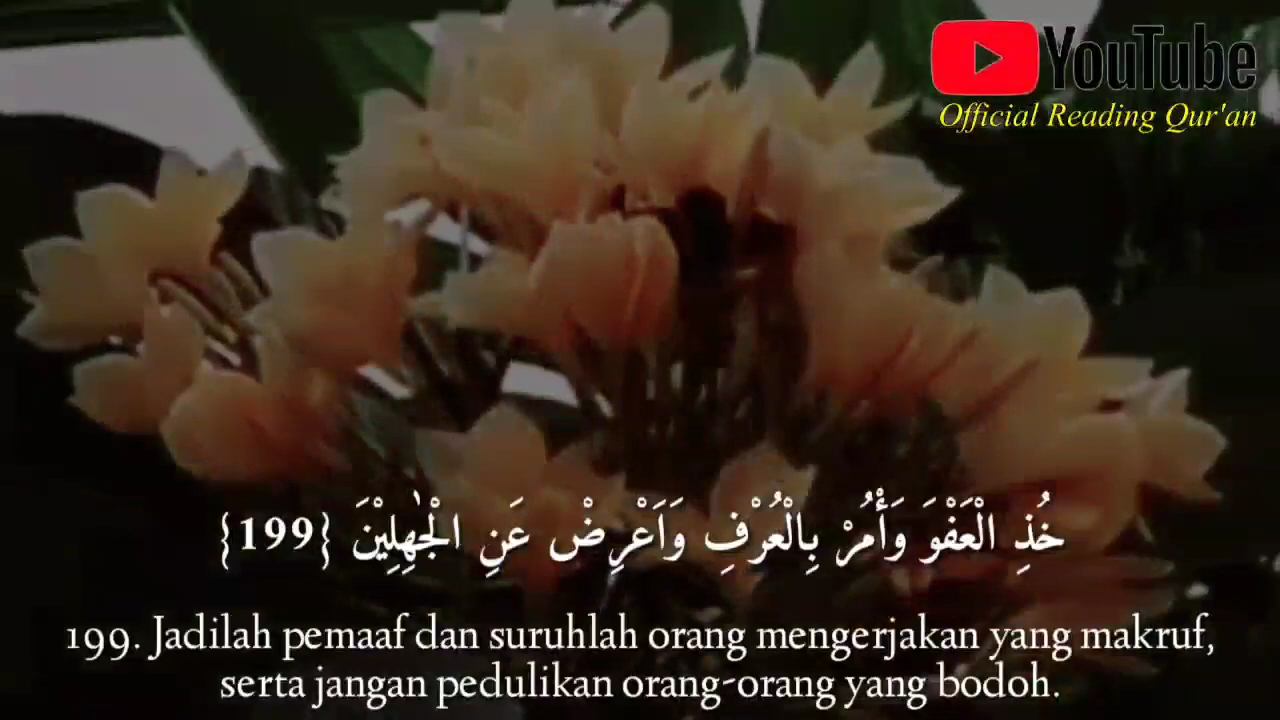 YouTube
Official Reading Qur'an
خُذِ الْعَفْوَ وَأْمُرْ بِالْعُرْفِ وَاَعْرِضْ عَنِ الْجٰهِلِيْنَ {199}
199. Jadilah pemaaf dan suruhlah orang mengerjakan yang makruf,
serta jangan pedulikan orang-orang yang bodoh.